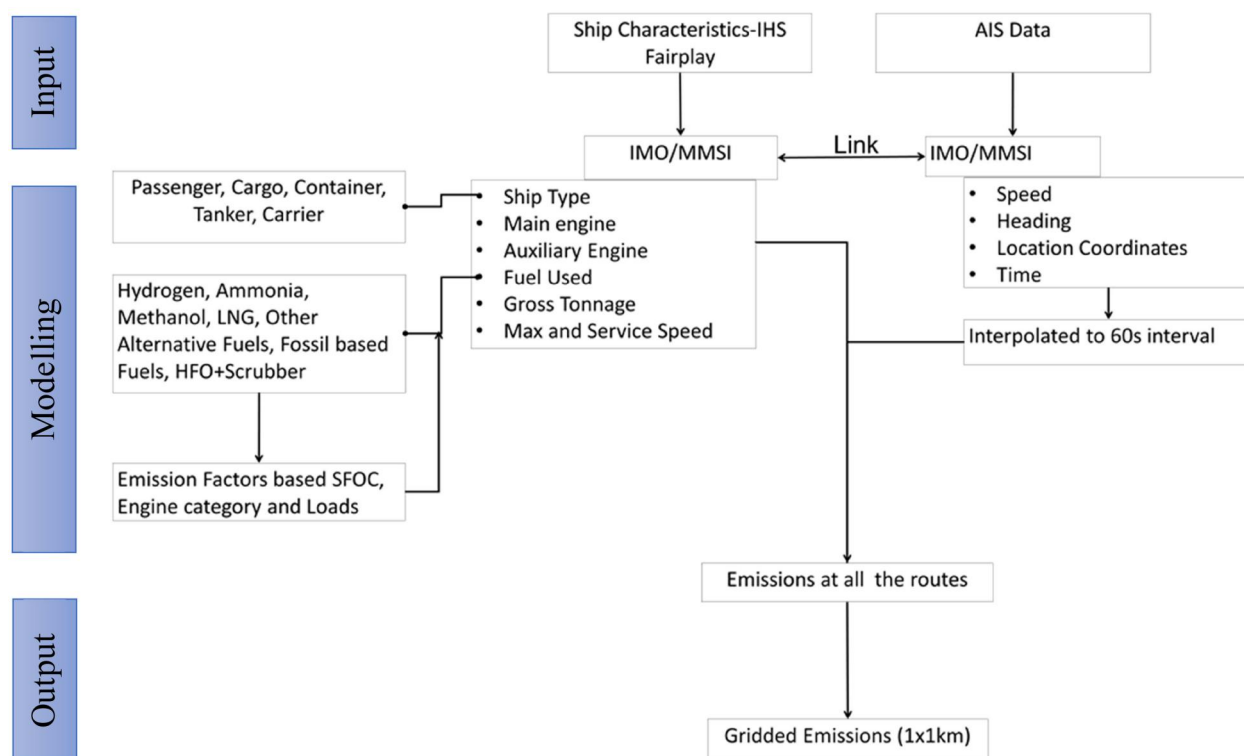 Input
Ship Characteristics-IHS
Fairplay
AIS Data
IMO/MMSI
Link
IMO/MMSI
Modelling
Passenger, Cargo, Container,
Tanker, Carrier
• Ship Type
• Main engine
• Auxiliary Engine
• Fuel Used
• Gross Tonnage
• Max and Service Speed
• Speed
• Heading
• Location Coordinates
• Time
Hydrogen, Ammonia,
Methanol, LNG, Other
Alternative Fuels, Fossil based
Fuels, HFO+Scrubber
Interpolated to 60s interval
Emission Factors based SFOC,
Engine category and Loads
Emissions at all the routes
Output
Gridded Emissions (1x1km)